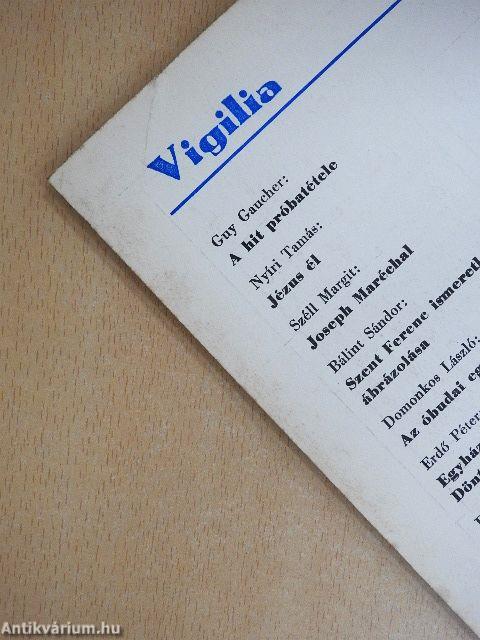 Vigilia
Guy Gaucher:
A hit próbatétele
Nyíri Tamás:
Jézus él
Széll Margit:
Joseph Maréchal
Bálint Sándor:
Szent Ferenc
ábrázolása
Domonkos László:
Az óbudai
Erdő Péter
Antikvárium.hu